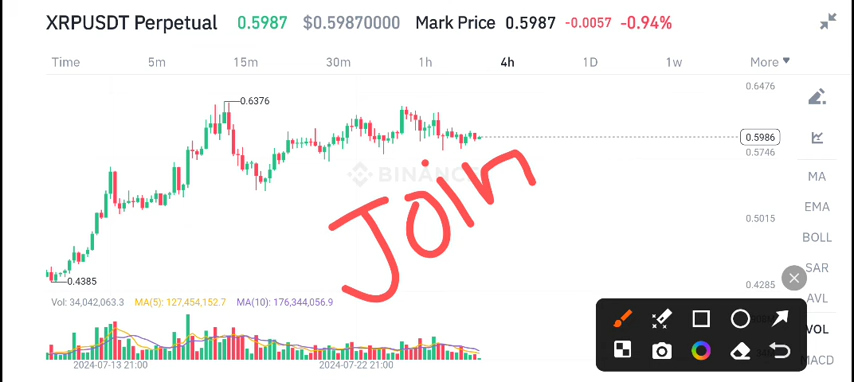 XRPUSDT Perpetual 0.5987 $0.59870000 Mark Price 0.5987 -0.0057 -0.94%
Time 5m 15m 30m 1h 4h 1D 1w More
0.6476
0.6376
0.5986
0.5746
BINANCE
MA
Join
EMA
0.5015
BOLL
SAR
0.4385
0.4285
AVL
Vol: 34,042,063.3 MA(5): 127,454,152.7 MA(10): 176,344,056.9
VOL
MACD
2024-07-13 21:00 2024-07-22 21:00